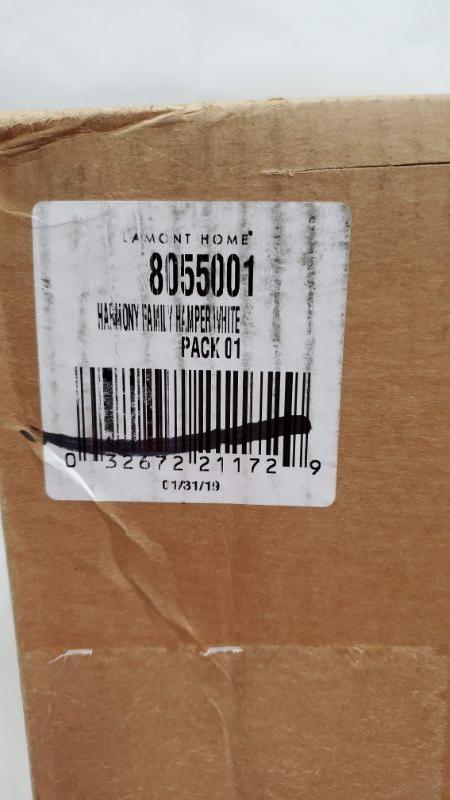 LAMONT HOME
8055001
HARMONY FAMILY HAMPER WHITE
PACK 01
0 32672 21172 9
01/31/19